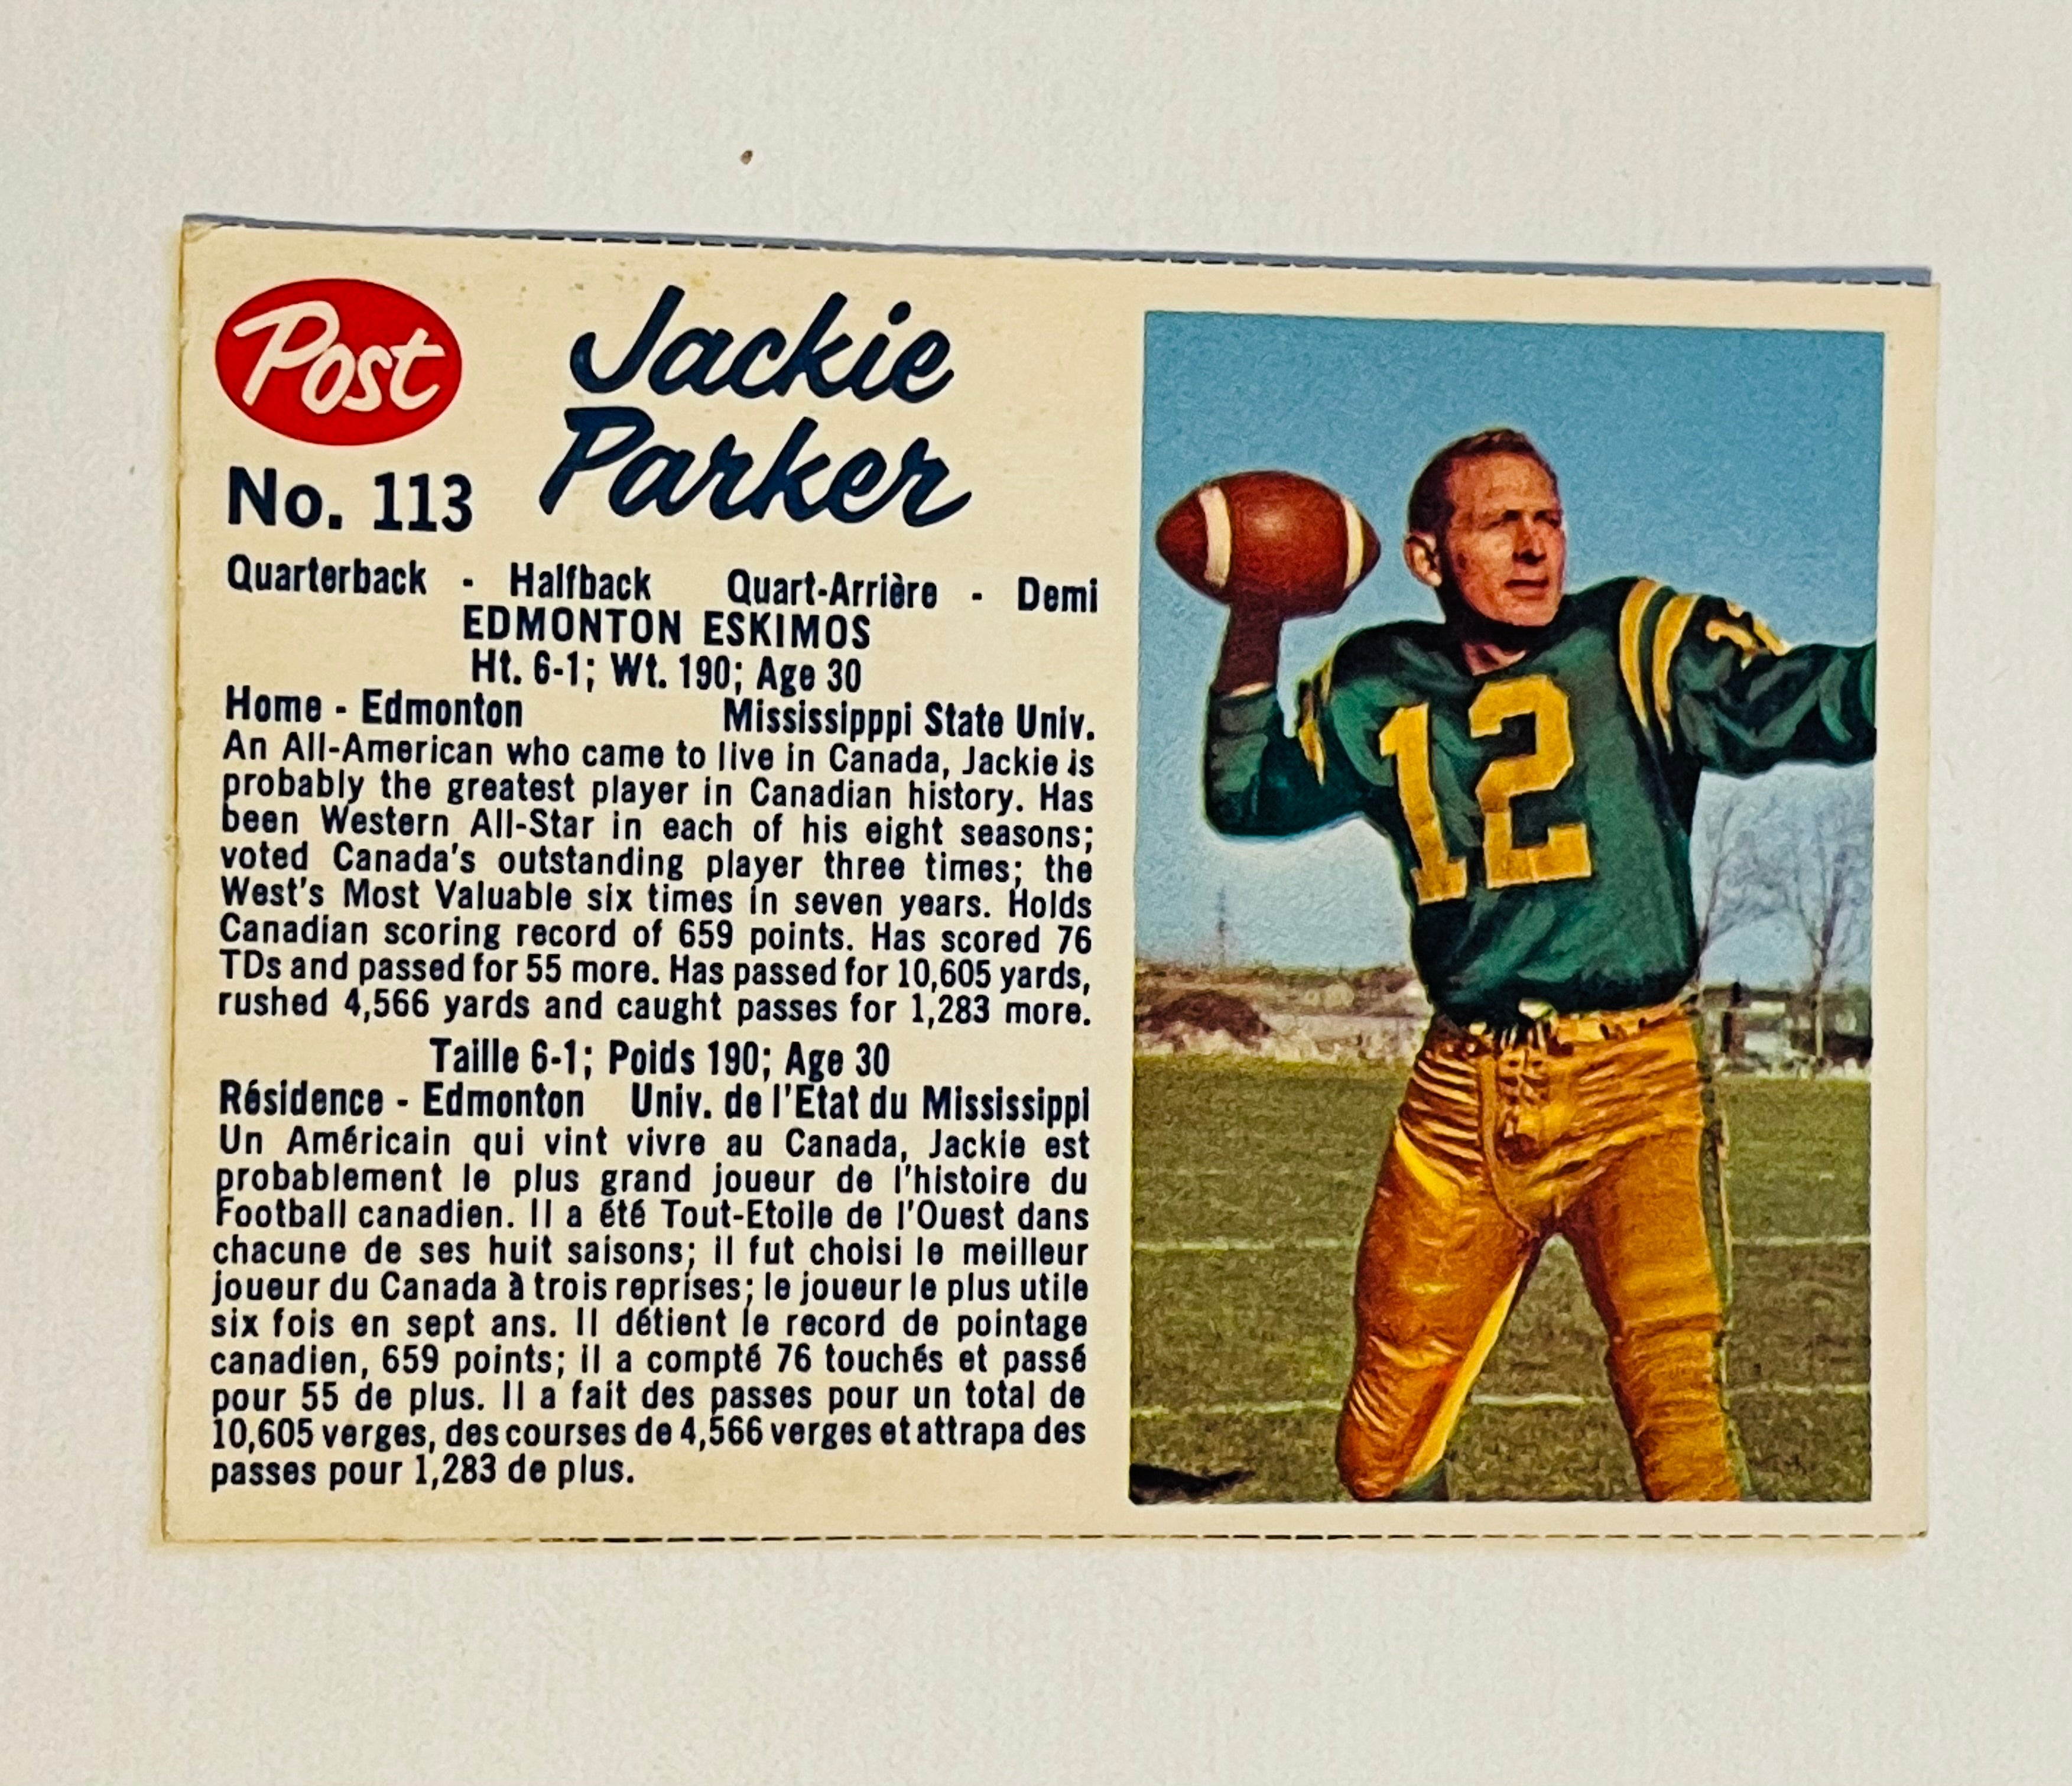 Post
Jackie
Parker
No. 113
Quarterback - Halfback Quart-Arrière - Demi
EDMONTON ESKIMOS
Ht. 6-1; Wt. 190; Age 30
Home - Edmonton Mississipppi State Univ.
An All-American who came to live in Canada, Jackie is
probably the greatest player in Canadian history. Has
been Western All-Star in each of his eight seasons;
voted Canada's outstanding player three times; the
West's Most Valuable six times in seven years. Holds
Canadian scoring record of 659 points. Has scored 76
TDs and passed for 55 more. Has passed for 10,605 yards,
rushed 4,566 yards and caught passes for 1,283 more.
Taille 6-1; Poids 190; Age 30
Résidence - Edmonton Univ. de l'Etat du Mississippi
Un Américain qui vint vivre au Canada, Jackie est
probablement le plus grand joueur de l'histoire du
Football canadien. Il a été Tout-Etoile de l'Ouest dans
chacune de ses huit saisons; il fut choisi le meilleur
joueur du Canada à trois reprises; le joueur le plus utile
six fois en sept ans. Il détient le record de pointage
canadien, 659 points; il a compté 76 touchés et passé
pour 55 de plus. Il a fait des passes pour un total de
10,605 verges, des courses de 4,566 verges et attrapa des
passes pour 1,283 de plus.
12